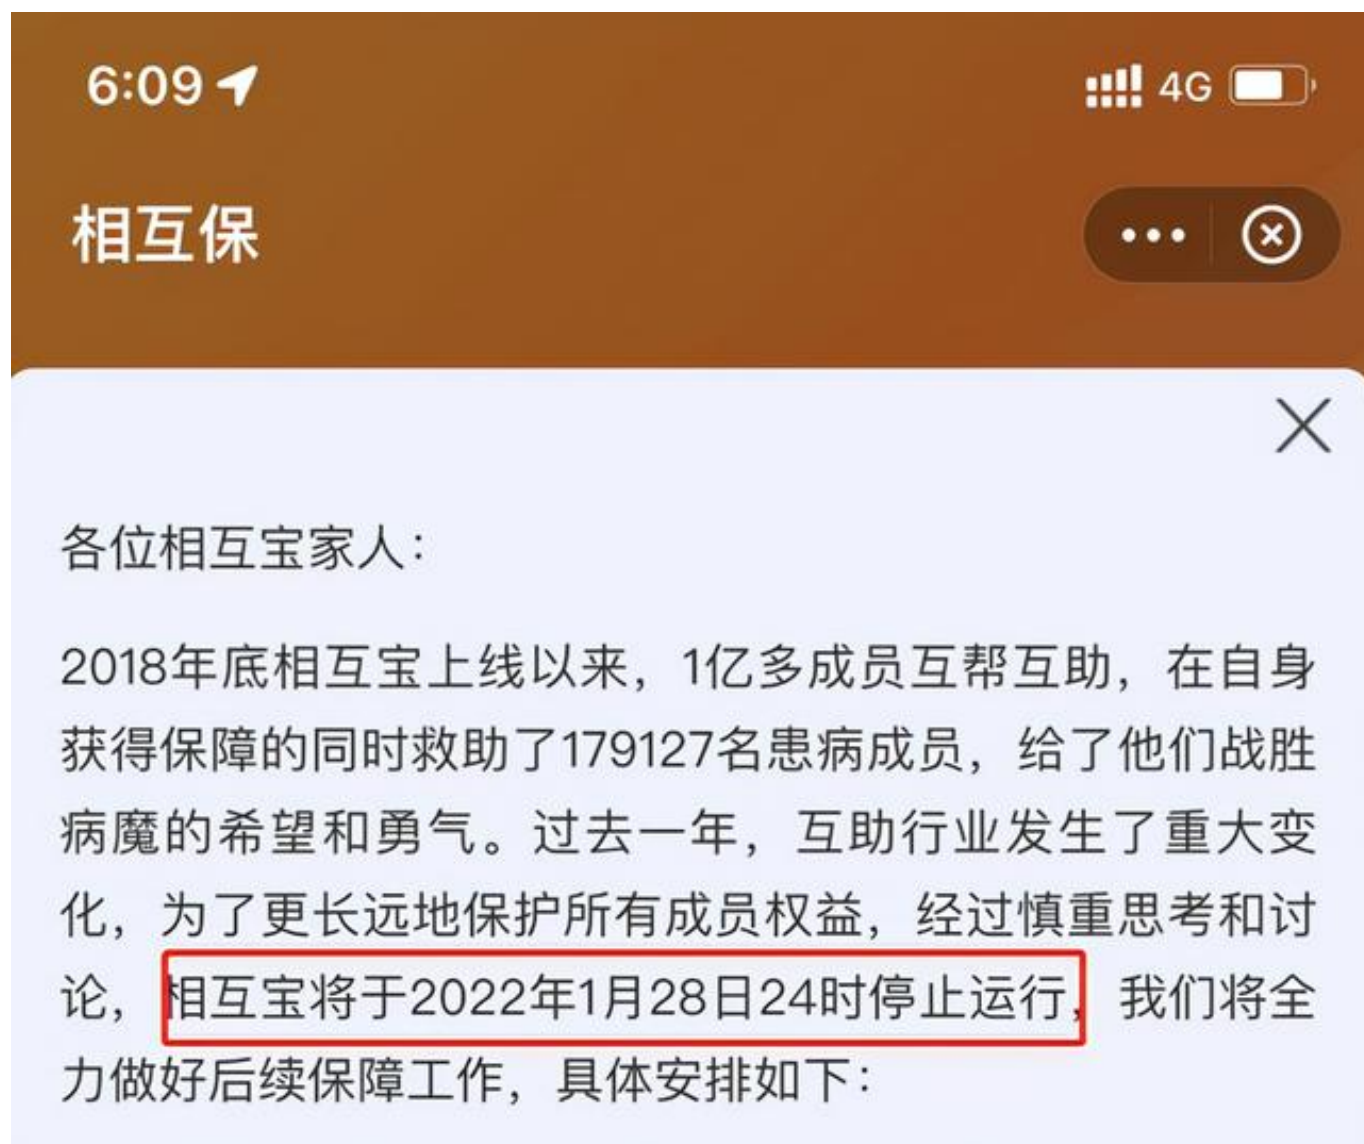 6:09 4G
相互保
各位相互宝家人：
2018年底相互宝上线以来，1亿多成员互帮互助，在自身
获得保障的同时救助了179127名患病成员，给了他们战胜
病魔的希望和勇气。过去一年，互助行业发生了重大变
化，为了更长远地保护所有成员权益，经过慎重思考和讨
论，相互宝将于2022年1月28日24时停止运行，我们将全
力做好后续保障工作，具体安排如下：